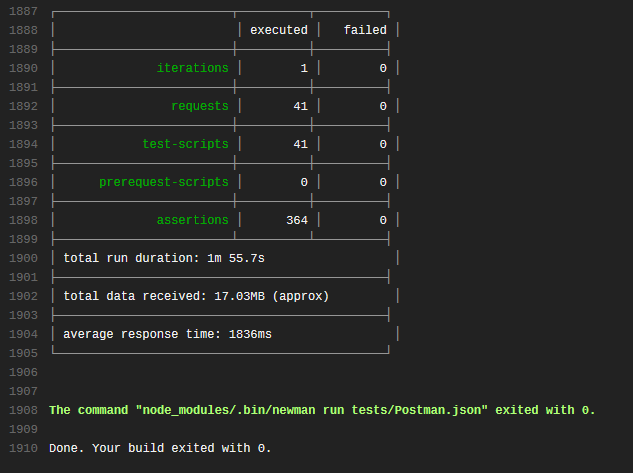 1887
1888 executed failed
1889
1890 iterations 1 0
1891
1892 requests 41 0
1893
1894 test-scripts 41 0
1895
1896 prerequest-scripts 0 0
1897
1898 assertions 364 0
1899
1900 total run duration: 1m 55.7s
1901
1902 total data received: 17.03MB (approx)
1903
1904 average response time: 1836ms
1905
1906
1907
1908 The command "node_modules/.bin/newman run tests/Postman.json" exited with 0.
1909
1910 Done. Your build exited with 0.